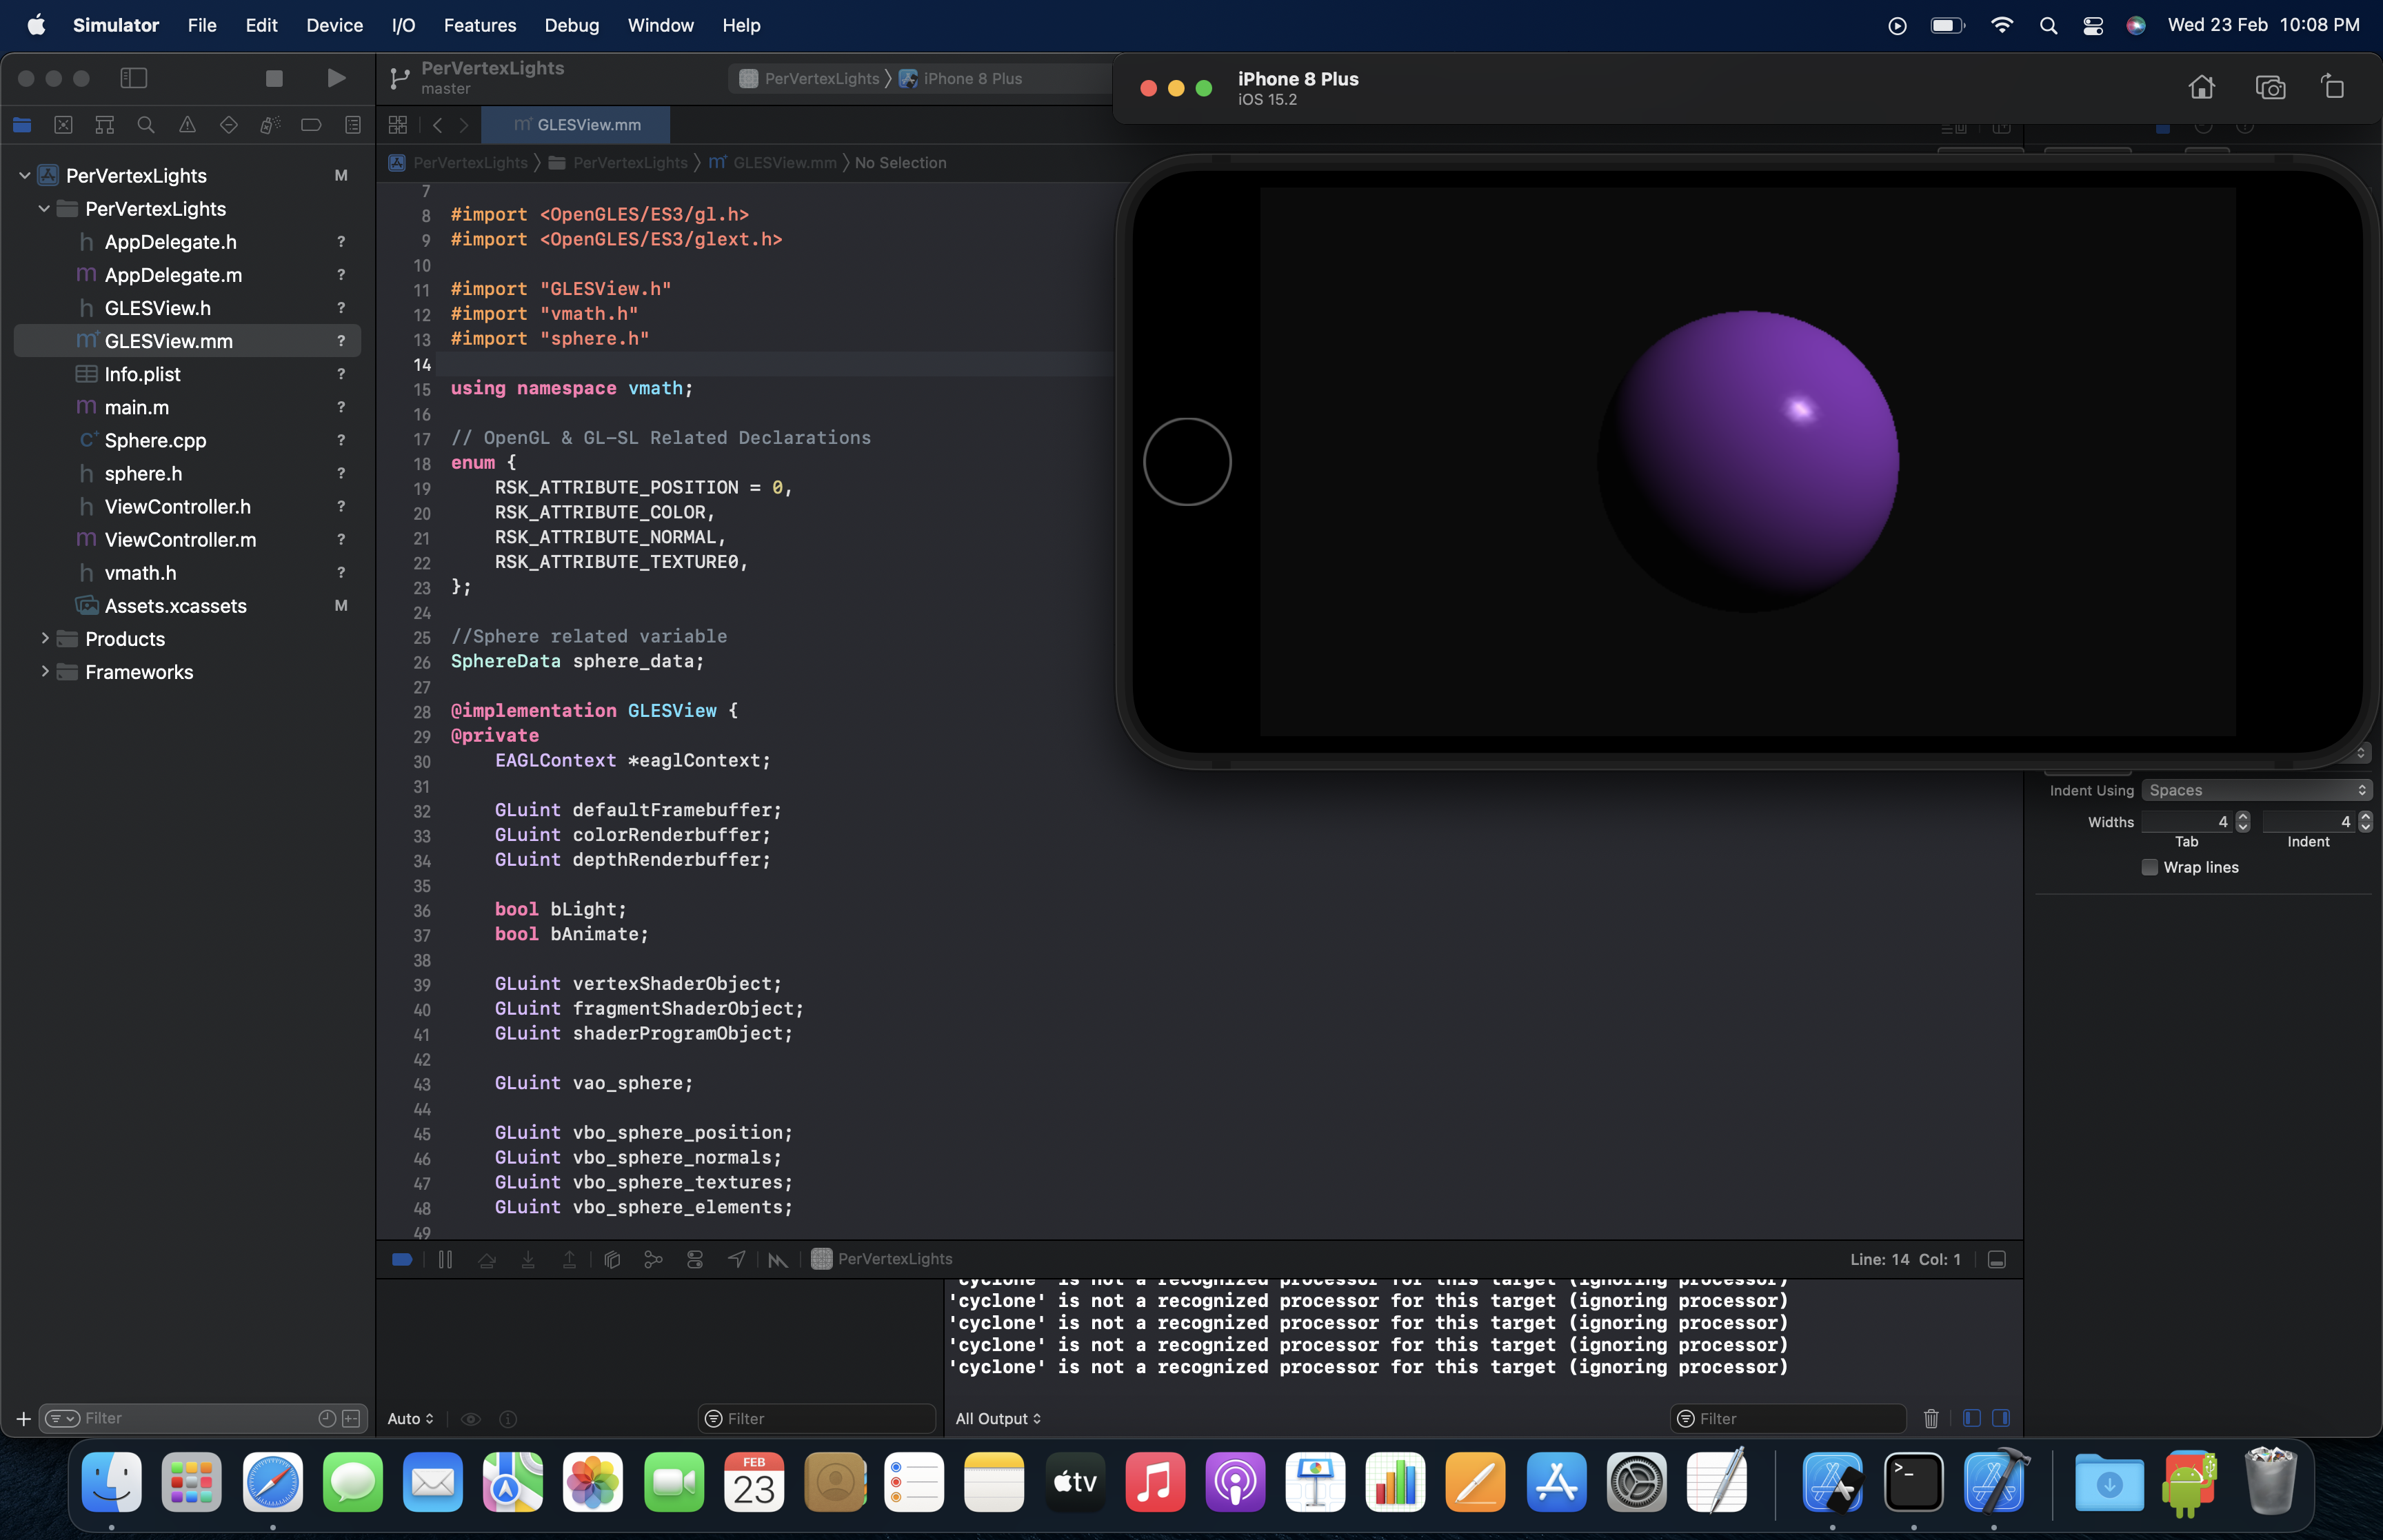 Simulator File Edit Device I/O Features Debug Window Help
Wed 23 Feb 10:08 PM
PerVertexLights
master
PerVertexLights iPhone 8 Plus
iPhone 8 Plus
iOS 15.2
GLESView.mm
PerVertexLights PerVertexLights m GLESView.mm No Selection
PerVertexLights M
PerVertexLights
h AppDelegate.h ?
m AppDelegate.m ?
h GLESView.h ?
m GLESView.mm ?
Info.plist ?
m main.m ?
C Sphere.cpp ?
h sphere.h ?
h ViewController.h ?
m ViewController.m ?
h vmath.h ?
Assets.xcassets M
Products
Frameworks
7
8 #import <OpenGLES/ES3/gl.h>
9 #import <OpenGLES/ES3/glext.h>
10
11 #import "GLESView.h"
12 #import "vmath.h"
13 #import "sphere.h"
14
15 using namespace vmath;
16
17 // OpenGL & GL-SL Related Declarations
18 enum {
19 RSK_ATTRIBUTE_POSITION = 0,
20 RSK_ATTRIBUTE_COLOR,
21 RSK_ATTRIBUTE_NORMAL,
22 RSK_ATTRIBUTE_TEXTURE0,
23 };
24
25 //Sphere related variable
26 SphereData sphere_data;
27
28 @implementation GLESView {
29 @private
30 EAGLContext *eaglContext;
31
32 GLuint defaultFramebuffer;
33 GLuint colorRenderbuffer;
34 GLuint depthRenderbuffer;
35
36 bool bLight;
37 bool bAnimate;
38
39 GLuint vertexShaderObject;
40 GLuint fragmentShaderObject;
41 GLuint shaderProgramObject;
42
43 GLuint vao_sphere;
44
45 GLuint vbo_sphere_position;
46 GLuint vbo_sphere_normals;
47 GLuint vbo_sphere_textures;
48 GLuint vbo_sphere_elements;
49
Indent Using Spaces
Widths 4 4
Tab Indent
Wrap lines
PerVertexLights
Line: 14 Col: 1
'cyclone' is not a recognized processor for this target (ignoring processor)
'cyclone' is not a recognized processor for this target (ignoring processor)
'cyclone' is not a recognized processor for this target (ignoring processor)
'cyclone' is not a recognized processor for this target (ignoring processor)
'cyclone' is not a recognized processor for this target (ignoring processor)
Filter
Auto
Filter
All Output
Filter
FEB
23
tv